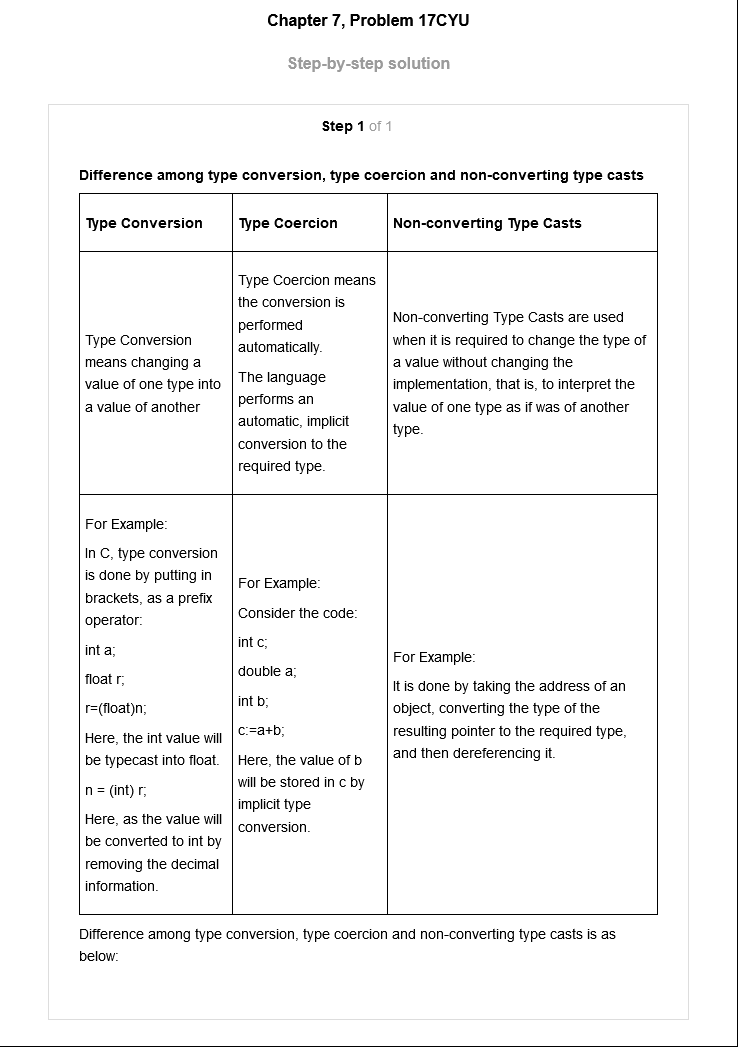 Chapter 7, Problem 17CYU
Step-by-step solution
Step 1 of 1
Difference among type conversion, type coercion and non-converting type casts
Type Conversion
Type Coercion
Non-converting Type Casts
Type Conversion
means changing a
value of one type into
a value of another
Type Coercion means
the conversion is
performed
automatically.
The language
performs an
automatic, implicit
conversion to the
required type.
Non-converting Type Casts are used
when it is required to change the type of
a value without changing the
implementation, that is, to interpret the
value of one type as if was of another
type.
For Example:
In C, type conversion
is done by putting in
brackets, as a prefix
operator:
int a;
float r;
r=(float)n;
Here, the int value will
be typecast into float.
n = (int) r;
Here, as the value will
be converted to int by
removing the decimal
information.
For Example:
Consider the code:
int c;
double a;
int b;
c:=a+b;
Here, the value of b
will be stored in c by
implicit type
conversion.
For Example:
It is done by taking the address of an
object, converting the type of the
resulting pointer to the required type,
and then dereferencing it.
Difference among type conversion, type coercion and non-converting type casts is as
below: